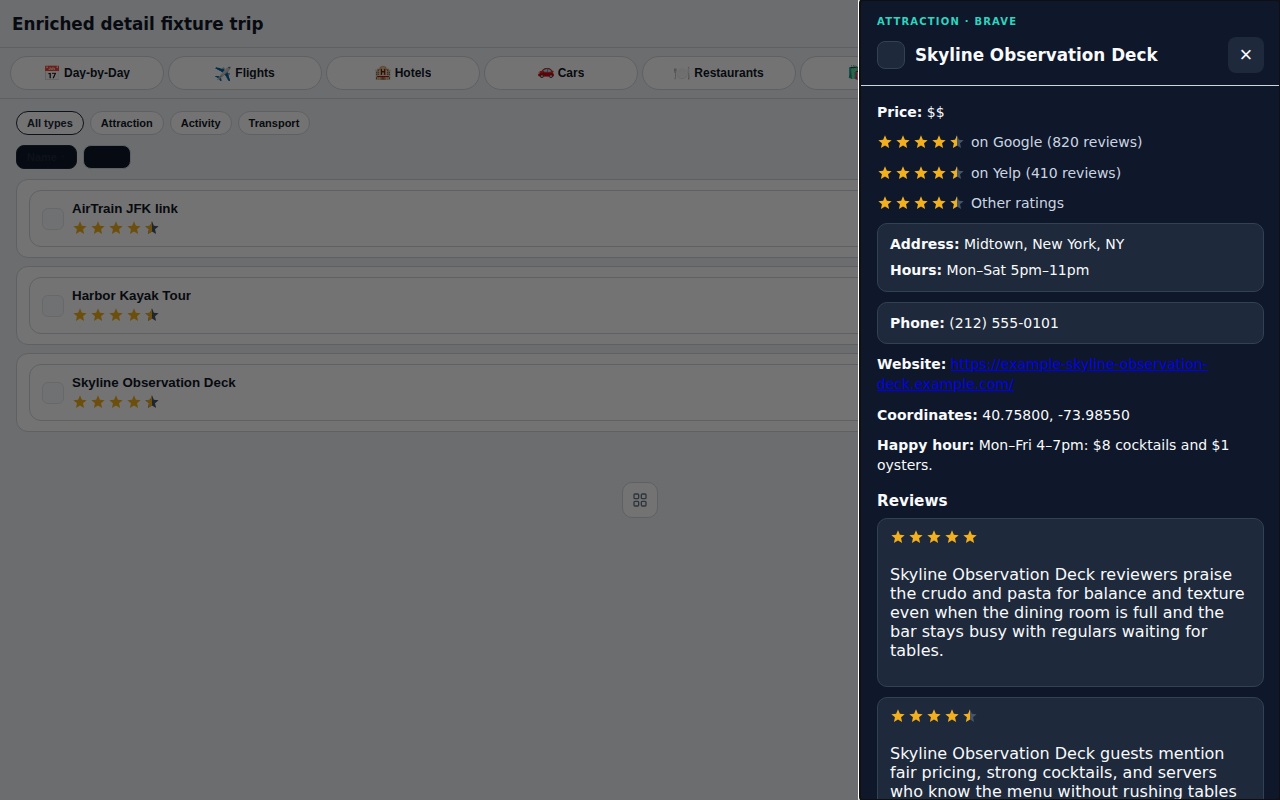 Enriched detail fixture trip
Day-by-Day
Flights
Hotels
Cars
Restaurants
All types
Attraction
Activity
Transport
AirTrain JFK link
Harbor Kayak Tour
Skyline Observation Deck
ATTRACTION · BRAVE
Skyline Observation Deck
✕
Price: $$
on Google (820 reviews)
on Yelp (410 reviews)
Other ratings
Address: Midtown, New York, NY
Hours: Mon–Sat 5pm–11pm
Phone: (212) 555-0101
Website: https://example-skyline-observation-
deck.example.com/
Coordinates: 40.75800, -73.98550
Happy hour: Mon–Fri 4–7pm: $8 cocktails and $1
oysters.
Reviews
Skyline Observation Deck reviewers praise
the crudo and pasta for balance and texture
even when the dining room is full and the
bar stays busy with regulars waiting for
tables.
Skyline Observation Deck guests mention
fair pricing, strong cocktails, and servers
who know the menu without rushing tables